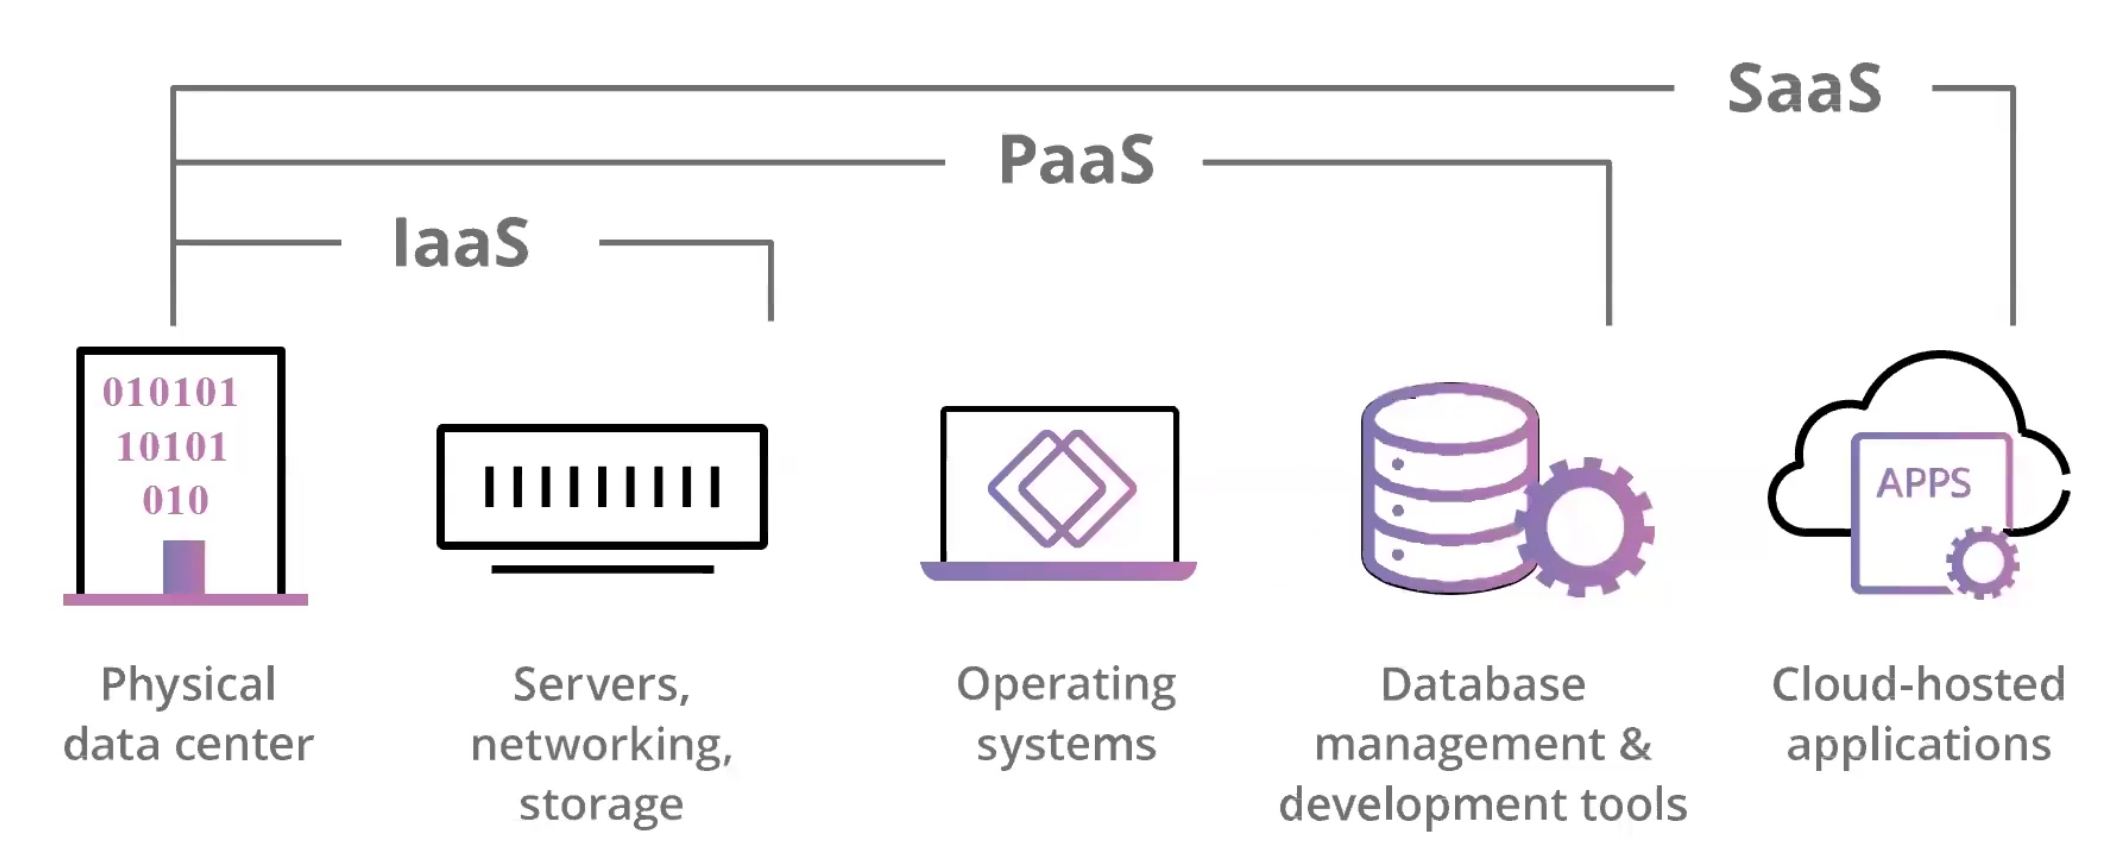 SaaS
PaaS
IaaS
010101
10101
010
APPS
Physical
data center
Servers,
networking,
storage
Operating
systems
Database
management &
development tools
Cloud-hosted
applications